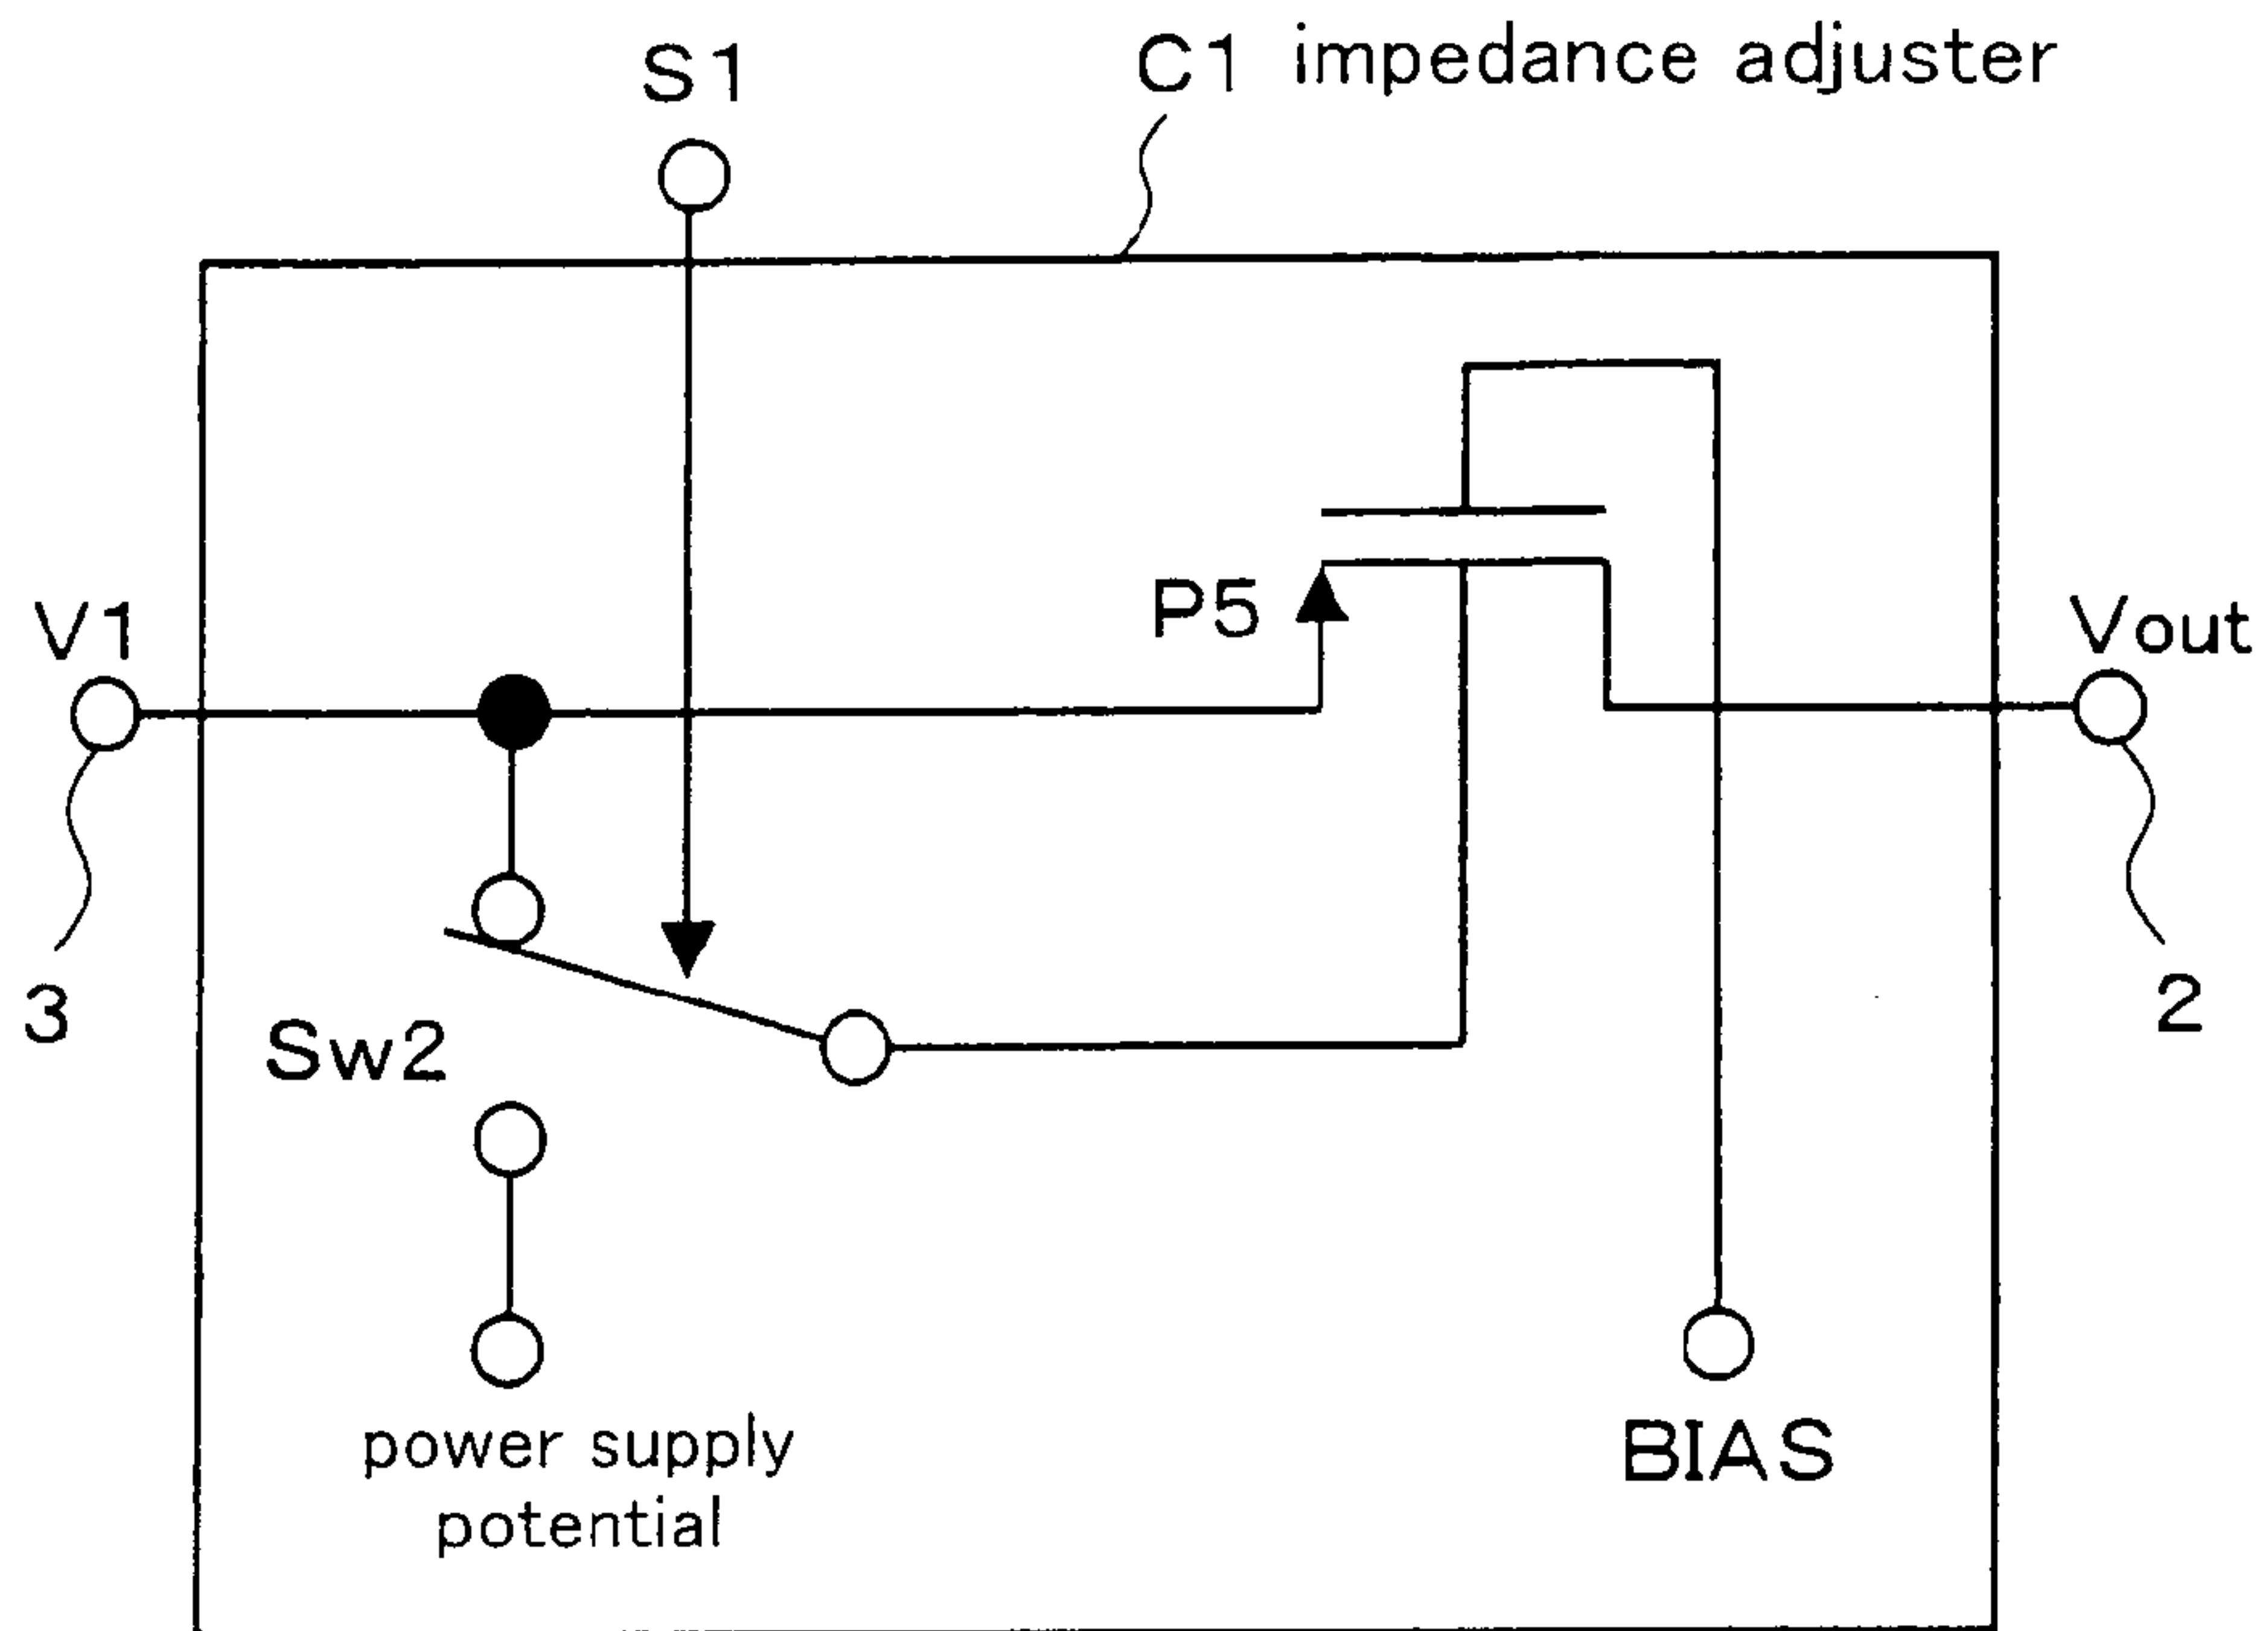 S1
C1 impedance adjuster
P5
V1
Vout
3
2
Sw2
power supply
potential
BIAS